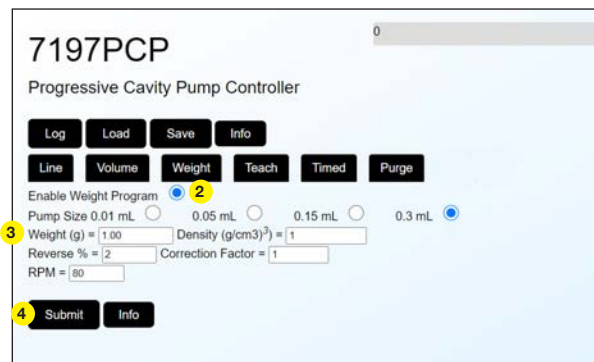 0
7197PCP
Progressive Cavity Pump Controller
Log Load Save Info
Line Volume Weight Teach Timed Purge
Enable Weight Program 2
Pump Size 0.01 mL 0.05 mL 0.15 mL 0.3 mL
3 Weight (g) = 1.00 Density (g/cm3)³) = 1
Reverse % = 2 Correction Factor = 1
RPM = 80
4 Submit Info